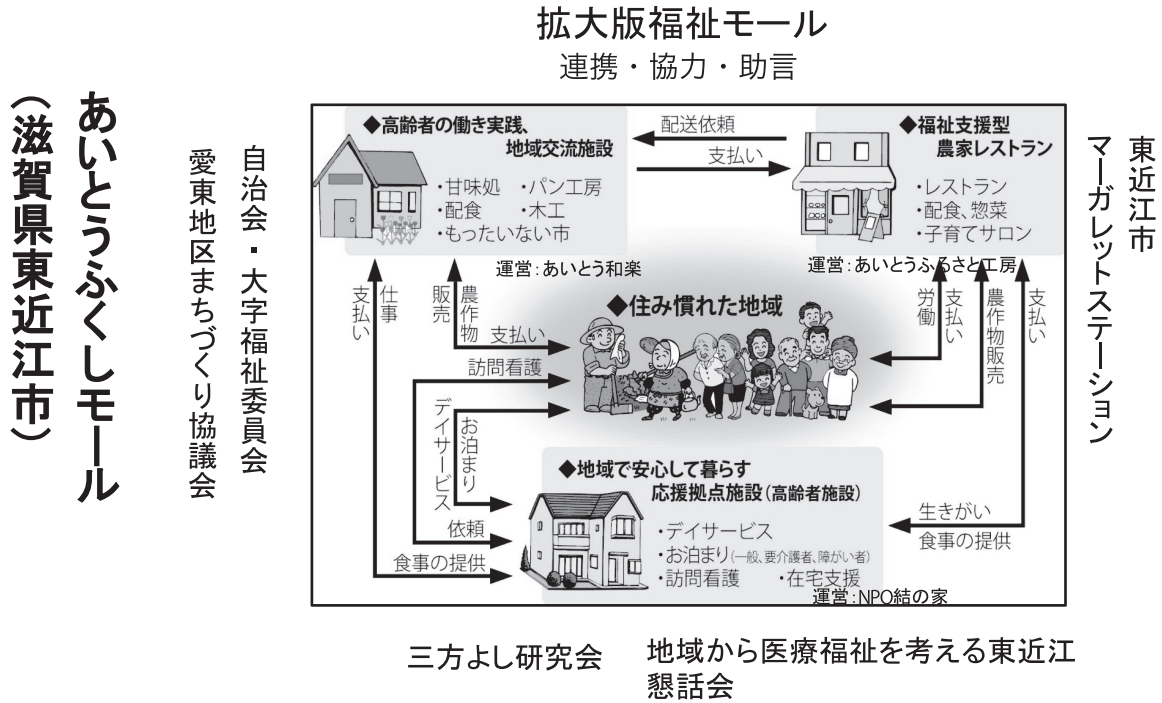 拡大版福祉モール
連携・協力・助言
あいとうふくしモール
(滋賀県東近江市)
自治会・大字福祉委員会
愛東地区まちづくり協議会
◆高齢者の働き実践、
地域交流施設
・甘味処 ・パン工房
・配食 ・木工
・もったいない市
運営：あいとう和楽
配送依頼
支払い
◆福祉支援型
農家レストラン
・レストラン
・配食、惣菜
・子育てサロン
運営：あいとうふるさと工房
東近江市
マーガレットステーション
仕事
支払い
農作物
販売
支払い
訪問看護
お泊まり
デイサービス
依頼
食事の提供
◆住み慣れた地域
労働
支払い
農作物販売
支払い
生きがい
食事の提供
◆地域で安心して暮らす
応援拠点施設(高齢者施設)
・デイサービス
・お泊まり(一般、要介護者、障がい者)
・訪問看護 ・在宅支援
運営：NPO結の家
三方よし研究会
地域から医療福祉を考える東近江
懇話会